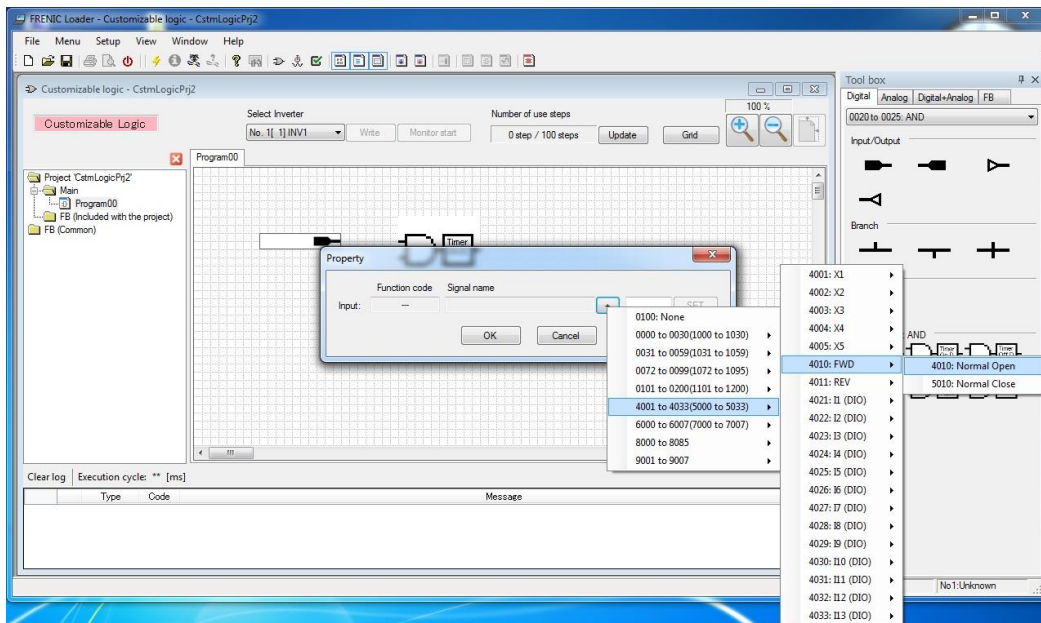 FRENIC Loader - Customizable logic - CstmLogicPrj2
File Menu Setup View Window Help
Customizable logic - CstmLogicPrj2
Customizable Logic
Select Inverter
No. 1[ 1] INV1
Write
Monitor start
Number of use steps
0 step / 100 steps
Update
Grid
100 %
Program00
Project 'CstmLogicPrj2'
Main
Program00
FB (Included with the project)
FB (Common)
Timer
Property
Function code Signal name
Input: ---
SET
OK Cancel
0100: None
0000 to 0030(1000 to 1030)
0031 to 0059(1031 to 1059)
0072 to 0099(1072 to 1095)
0101 to 0200(1101 to 1200)
4001 to 4033(5000 to 5033)
6000 to 6007(7000 to 7007)
8000 to 8085
9001 to 9007
4001: X1
4002: X2
4003: X3
4004: X4
4005: X5
4010: FWD
4011: REV
4021: I1 (DIO)
4022: I2 (DIO)
4023: I3 (DIO)
4024: I4 (DIO)
4025: I5 (DIO)
4026: I6 (DIO)
4027: I7 (DIO)
4028: I8 (DIO)
4029: I9 (DIO)
4030: I10 (DIO)
4031: I11 (DIO)
4032: I12 (DIO)
4033: I13 (DIO)
4010: Normal Open
5010: Normal Close
Tool box
Digital Analog Digital+Analog FB
0020 to 0025: AND
Input/Output
Branch
AND
Timer
Timer
Clear log Execution cycle: ** [ms]
Type Code Message
No1:Unknown